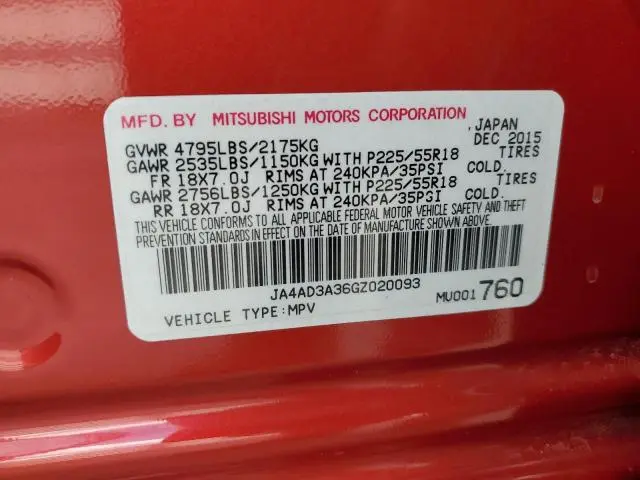 MFD. BY MITSUBISHI MOTORS CORPORATION , JAPAN
DEC 2015
GVWR 4795LBS/2175KG
GAWR 2535LBS/1150KG WITH P225/55R18 TIRES
FR 18X7.0J RIMS AT 240KPA/35PSI COLD.
GAWR 2756LBS/1250KG WITH P225/55R18 TIRES
RR 18X7.0J RIMS AT 240KPA/35PSI COLD.
THIS VEHICLE CONFORMS TO ALL APPLICABLE FEDERAL MOTOR VEHICLE SAFETY AND THEFT
PREVENTION STANDARDS IN EFFECT ON THE DATE OF MANUFACTURE SHOWN ABOVE.
JA4AD3A36GZ020093
VEHICLE TYPE:MPV
MU001760